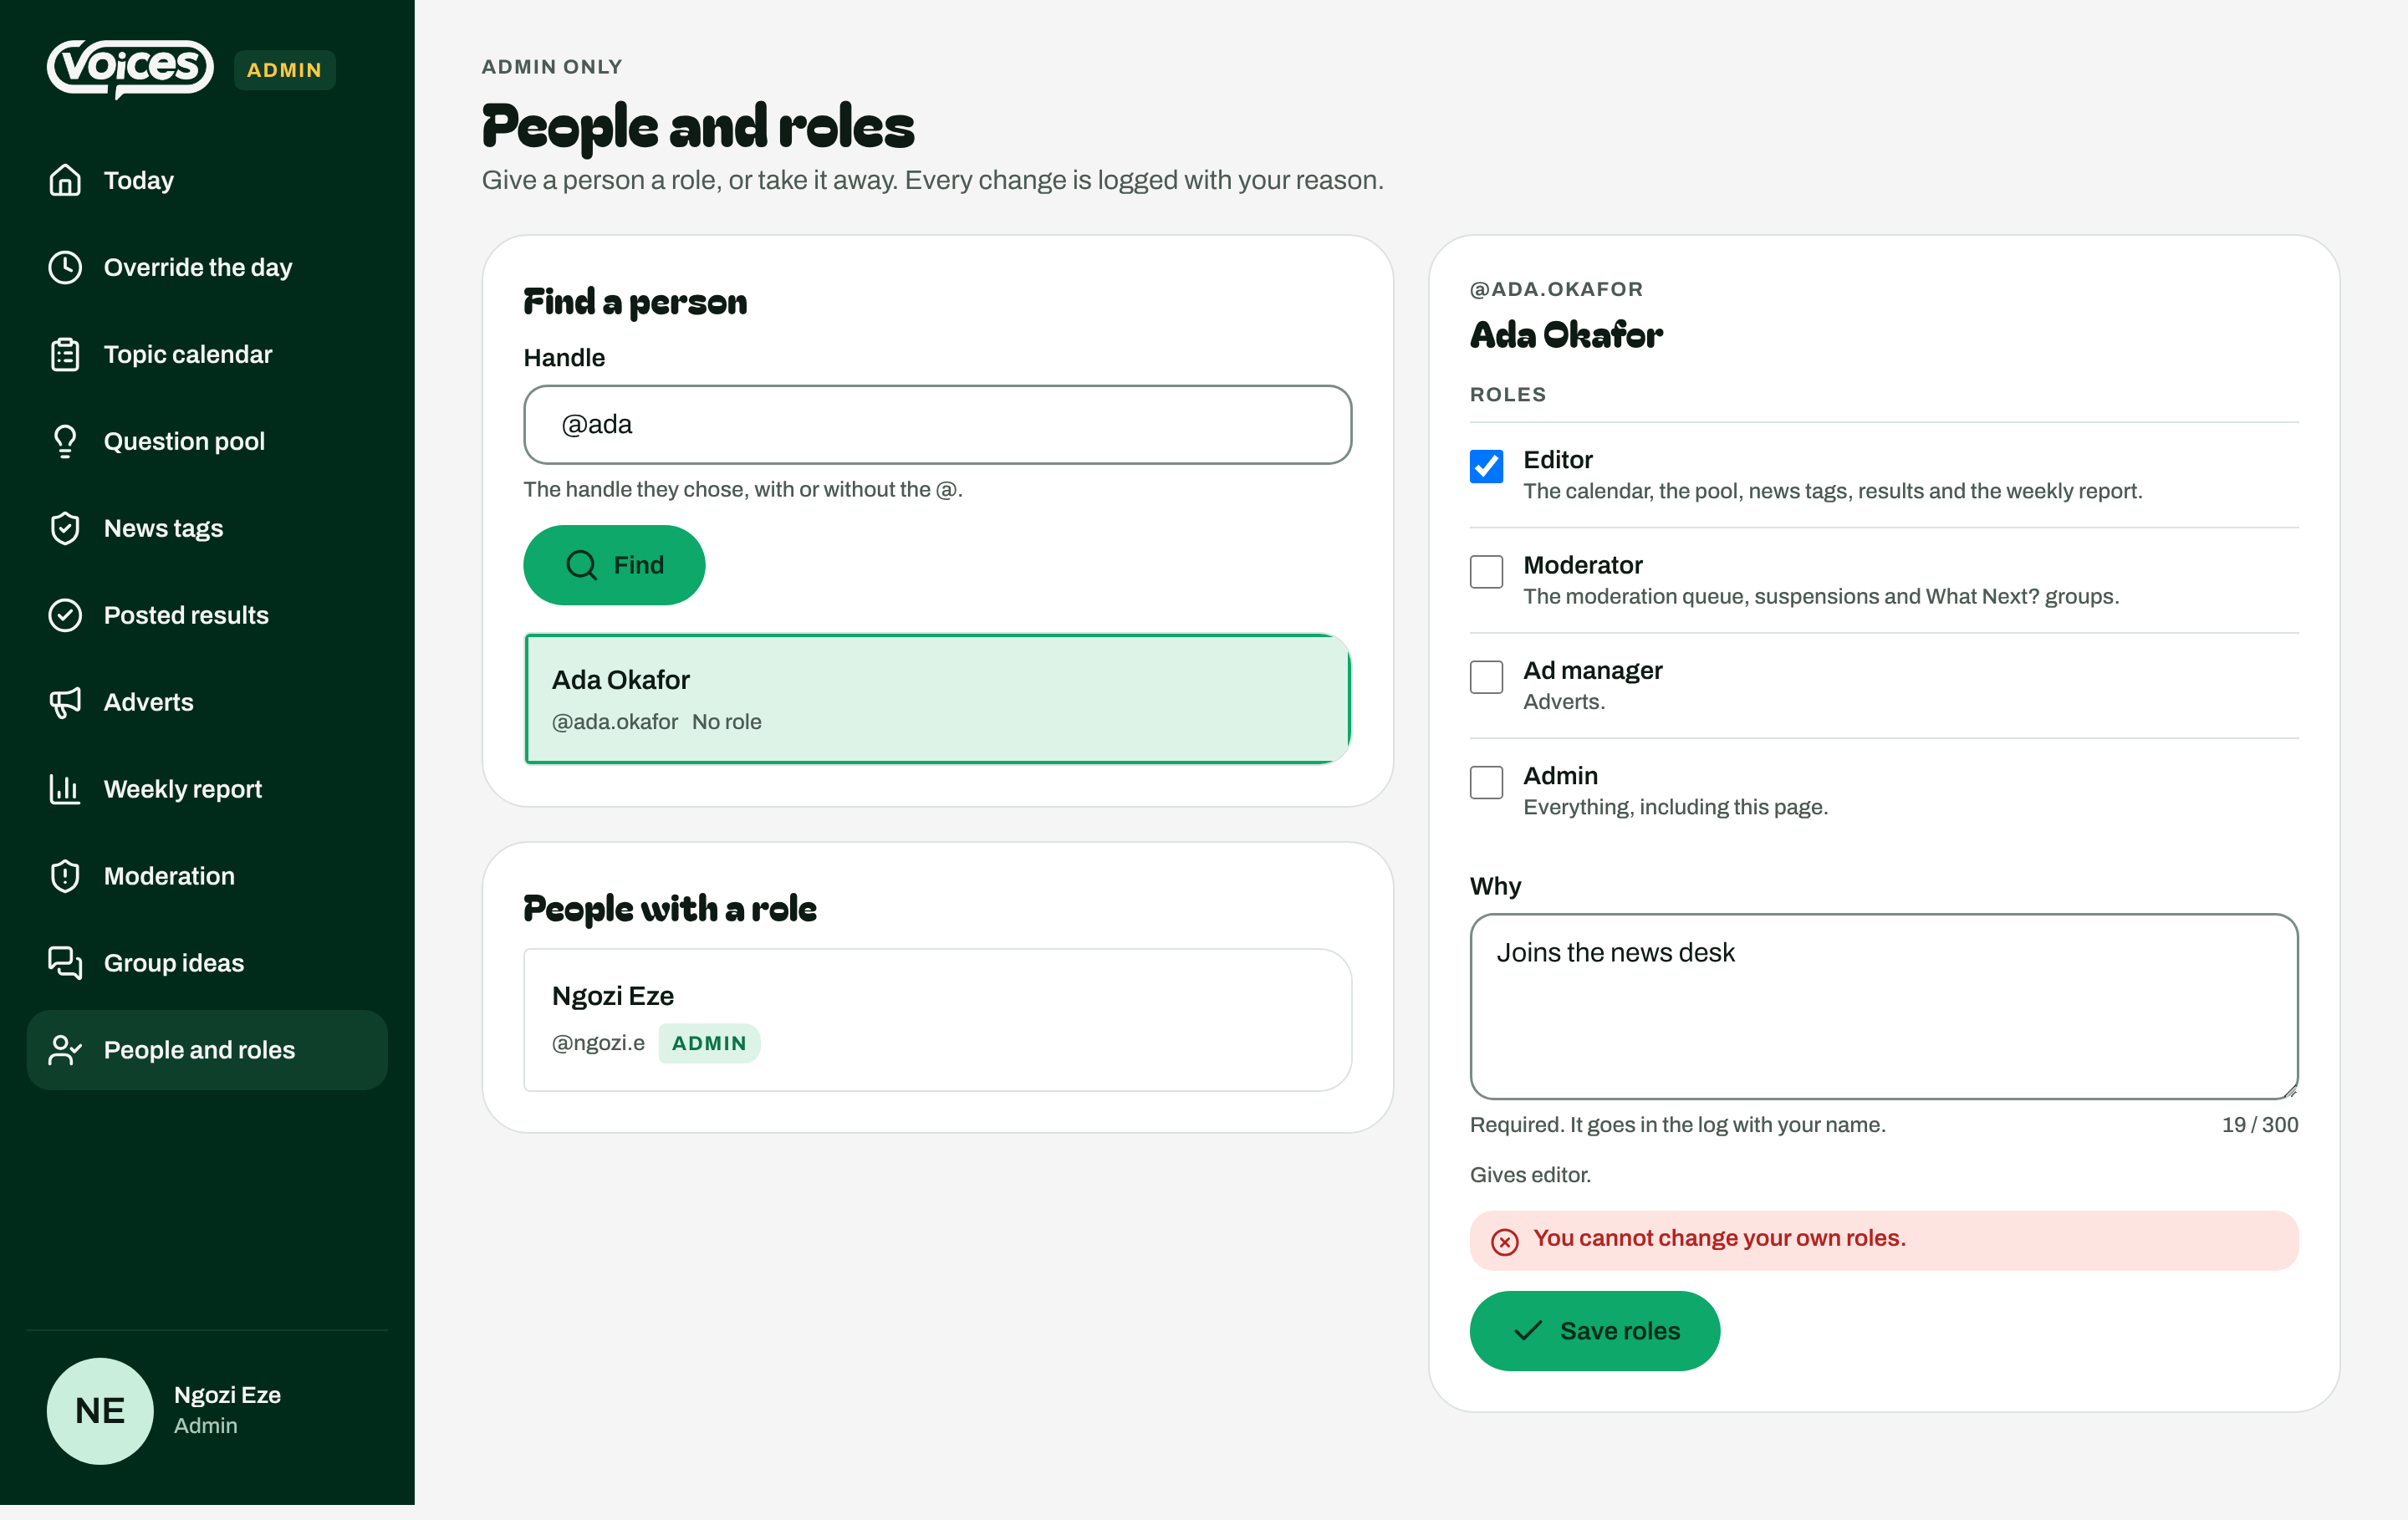 voices
ADMIN
Today
Override the day
Topic calendar
Question pool
News tags
Posted results
Adverts
Weekly report
Moderation
Group ideas
People and roles
NE
Ngozi Eze
Admin
ADMIN ONLY
People and roles
Give a person a role, or take it away. Every change is logged with your reason.
Find a person
Handle
@ada
The handle they chose, with or without the @.
Find
Ada Okafor
@ada.okafor No role
People with a role
Ngozi Eze
@ngozi.e ADMIN
@ADA.OKAFOR
Ada Okafor
ROLES
Editor
The calendar, the pool, news tags, results and the weekly report.
Moderator
The moderation queue, suspensions and What Next? groups.
Ad manager
Adverts.
Admin
Everything, including this page.
Why
Joins the news desk
Required. It goes in the log with your name. 19 / 300
Gives editor.
You cannot change your own roles.
Save roles